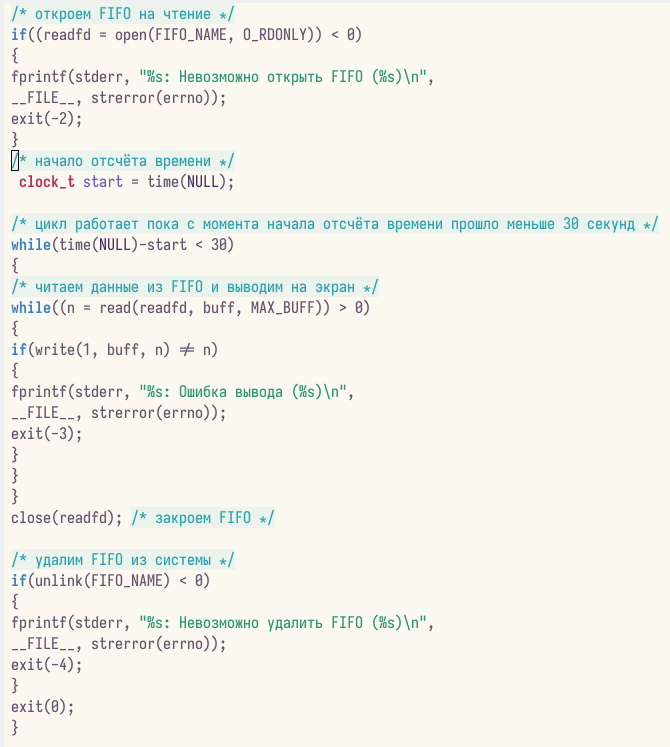 /* откроем FIFO на чтение */
if((readfd = open(FIFO_NAME, O_RDONLY)) < 0)
{
fprintf(stderr, "%s: Невозможно открыть FIFO (%s)\n",
__FILE__, strerror(errno));
exit(-2);
}
/* начало отсчёта времени */
clock_t start = time(NULL);
/* цикл работает пока с момента начала отсчёта времени прошло меньше 30 секунд */
while(time(NULL)-start < 30)
{
/* читаем данные из FIFO и выводим на экран */
while((n = read(readfd, buff, MAX_BUFF)) > 0)
{
if(write(1, buff, n) ≠ n)
{
fprintf(stderr, "%s: Ошибка вывода (%s)\n",
__FILE__, strerror(errno));
exit(-3);
}
}
}
close(readfd); /* закроем FIFO */
/* удалим FIFO из системы */
if(unlink(FIFO_NAME) < 0)
{
fprintf(stderr, "%s: Невозможно удалить FIFO (%s)\n",
__FILE__, strerror(errno));
exit(-4);
}
exit(0);
}